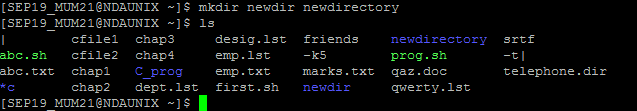 [SEP19_MUM21@NDAUNIX ~]$ mkdir newdir newdirectory
[SEP19_MUM21@NDAUNIX ~]$ ls
|        cfile1  chap3     desig.lst  friends    newdirectory  srtf
abc.sh   cfile2  chap4     emp.lst    -k5        prog.sh       -t|
abc.txt  chap1   C_prog    emp.txt    marks.txt  qaz.doc       telephone.dir
*c       chap2   dept.lst  first.sh   newdir     qwerty.lst
[SEP19_MUM21@NDAUNIX ~]$